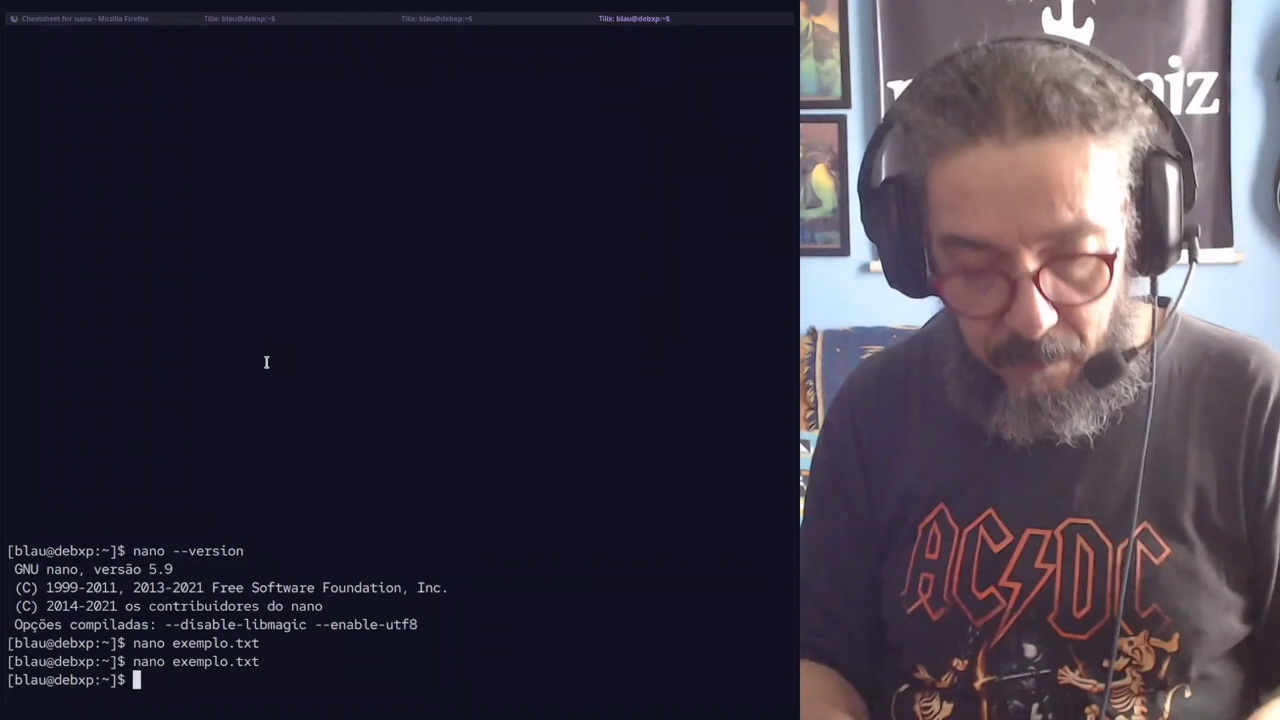 Cheatsheet for nano - Mozilla Firefox
Tilix: blau@debxp:~$
Tilix: blau@debxp:~$
Tilix: blau@debxp:~$
[blau@debxp:~]$ nano --version
GNU nano, versão 5.9
(C) 1999-2011, 2013-2021 Free Software Foundation, Inc.
(C) 2014-2021 os contribuidores do nano
Opções compiladas: --disable-libmagic --enable-utf8
[blau@debxp:~]$ nano exemplo.txt
[blau@debxp:~]$ nano exemplo.txt
[blau@debxp:~]$
AC/DC